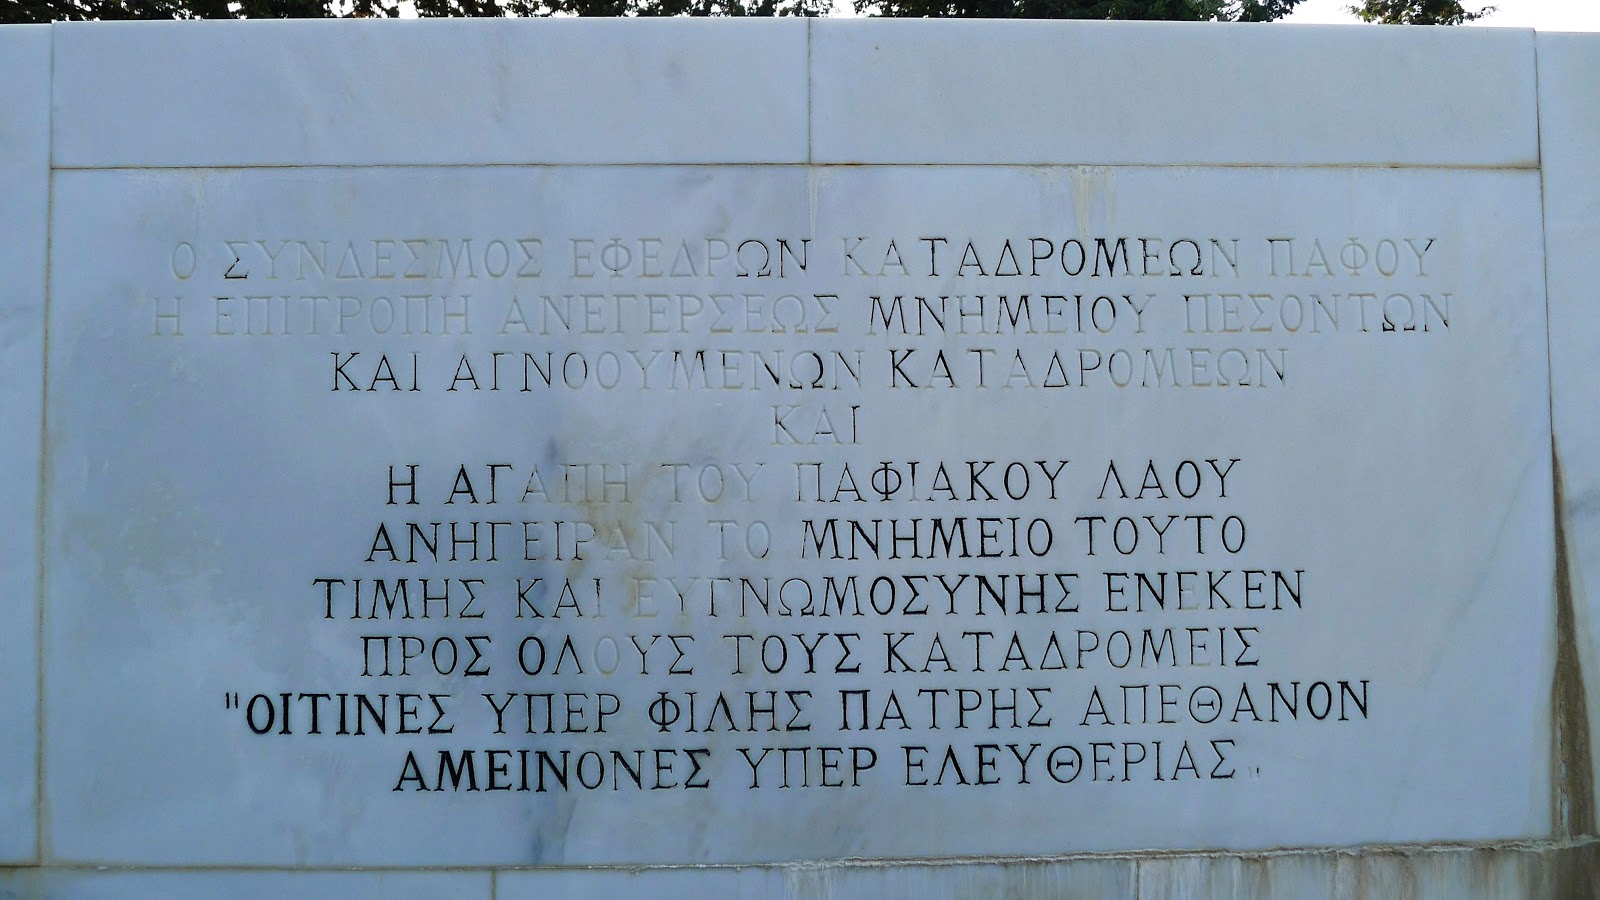 Ο ΣΥΝΔΕΣΜΟΣ ΕΦΕΔΡΩΝ ΚΑΤΑΔΡΟΜΕΩΝ ΠΑΦΟΥ
Η ΕΠΙΤΡΟΠΗ ΑΝΕΓΕΡΣΕΩΣ ΜΝΗΜΕΙΟΥ ΠΕΣΟΝΤΩΝ
ΚΑΙ ΑΓΝΟΟΥΜΕΝΩΝ ΚΑΤΑΔΡΟΜΕΩΝ
ΚΑΙ
Η ΑΓΑΠΗ ΤΟΥ ΠΑΦΙΑΚΟΥ ΛΑΟΥ
ΑΝΗΓΕΙΡΑΝ ΤΟ ΜΝΗΜΕΙΟ ΤΟΥΤΟ
ΤΙΜΗΣ ΚΑΙ ΕΥΓΝΩΜΟΣΥΝΗΣ ΕΝΕΚΕΝ
ΠΡΟΣ ΟΛΟΥΣ ΤΟΥΣ ΚΑΤΑΔΡΟΜΕΙΣ
"ΟΙΤΙΝΕΣ ΥΠΕΡ ΦΙΛΗΣ ΠΑΤΡΗΣ ΑΠΕΘΑΝΟΝ
ΑΜΕΙΝΟΝΕΣ ΥΠΕΡ ΕΛΕΥΘΕΡΙΑΣ"